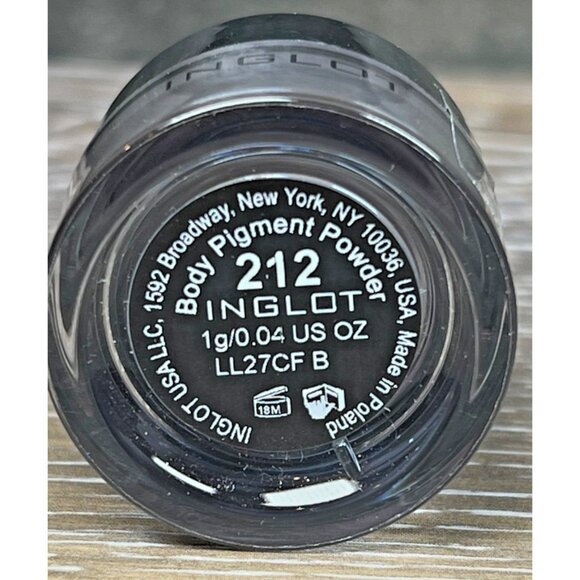 INGLOT
INGLOT USA LLC, 1592 Broadway, New York, NY 10036, USA, Made in Poland
Body Pigment Powder
212
INGLOT
1g/0.04 US OZ
LL27CF B
18M